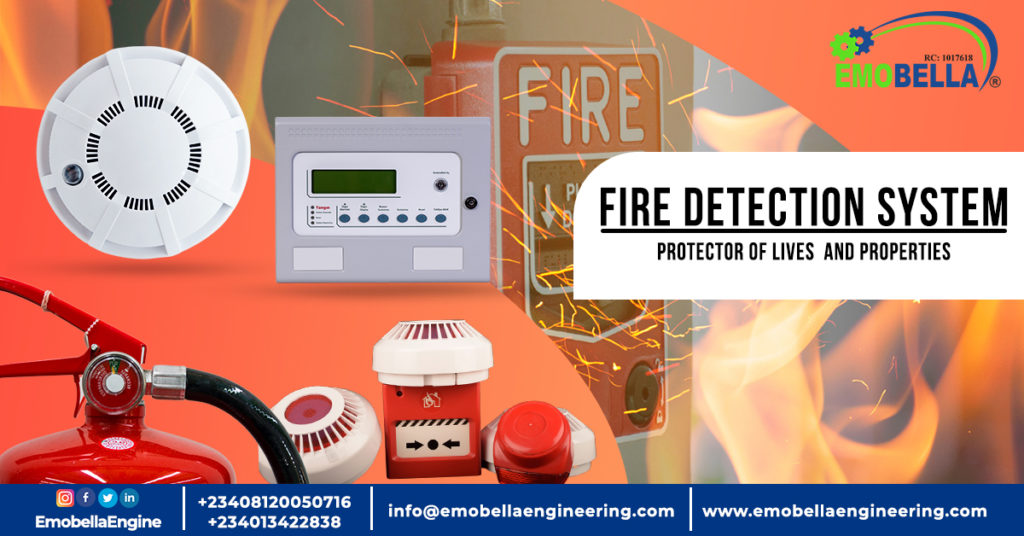 RC: 1017618
EMOBELLA®
FIRE
FIRE DETECTION SYSTEM
PROTECTOR OF LIVES AND PROPERTIES
EmobellaEngine
+23408120050716
+234013422838
info@emobellaengineering.com
www.emobellaengineering.com